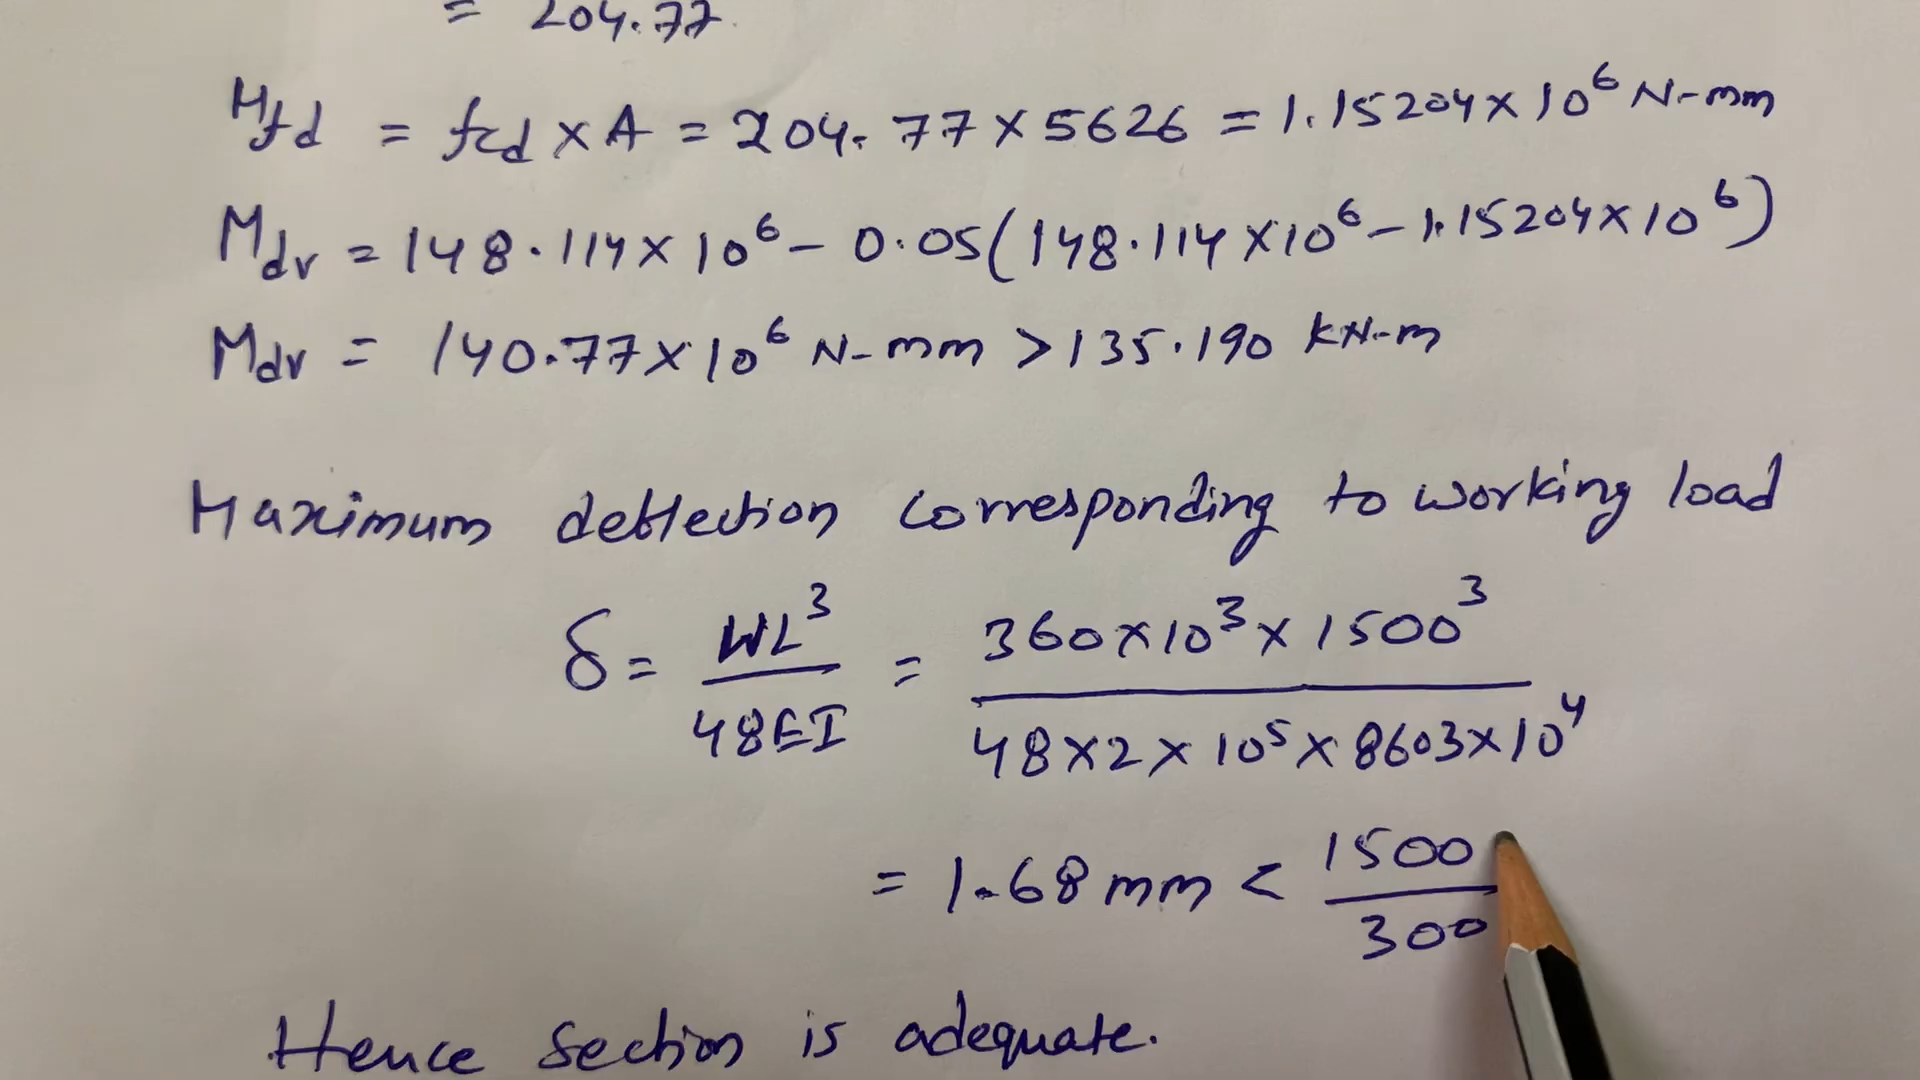 = 204.77
Mfd = fcd × A = 204.77 × 5626 = 1.15204 × 10⁶ N-mm
Mdv = 148.114 × 10⁶ - 0.05(148.114 × 10⁶ - 1.15204 × 10⁶)
Mdv = 140.77 × 10⁶ N-mm > 135.190 kN-m
Maximum deflection corresponding to working load
δ = WL³ / 48EI = 360 × 10³ × 1500³ / 48 × 2 × 10⁵ × 8603 × 10⁴
= 1.68 mm < 1500 / 300
Hence section is adequate.